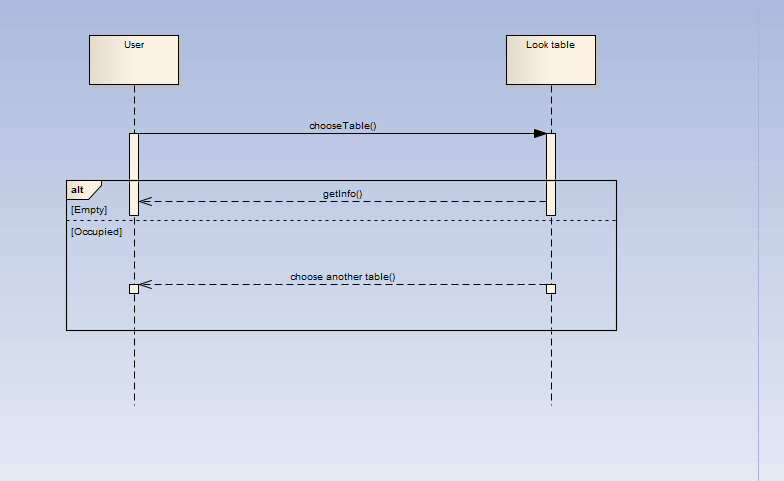 User
Look table
chooseTable()
alt
getInfo()
[Empty]
[Occupied]
choose another table()